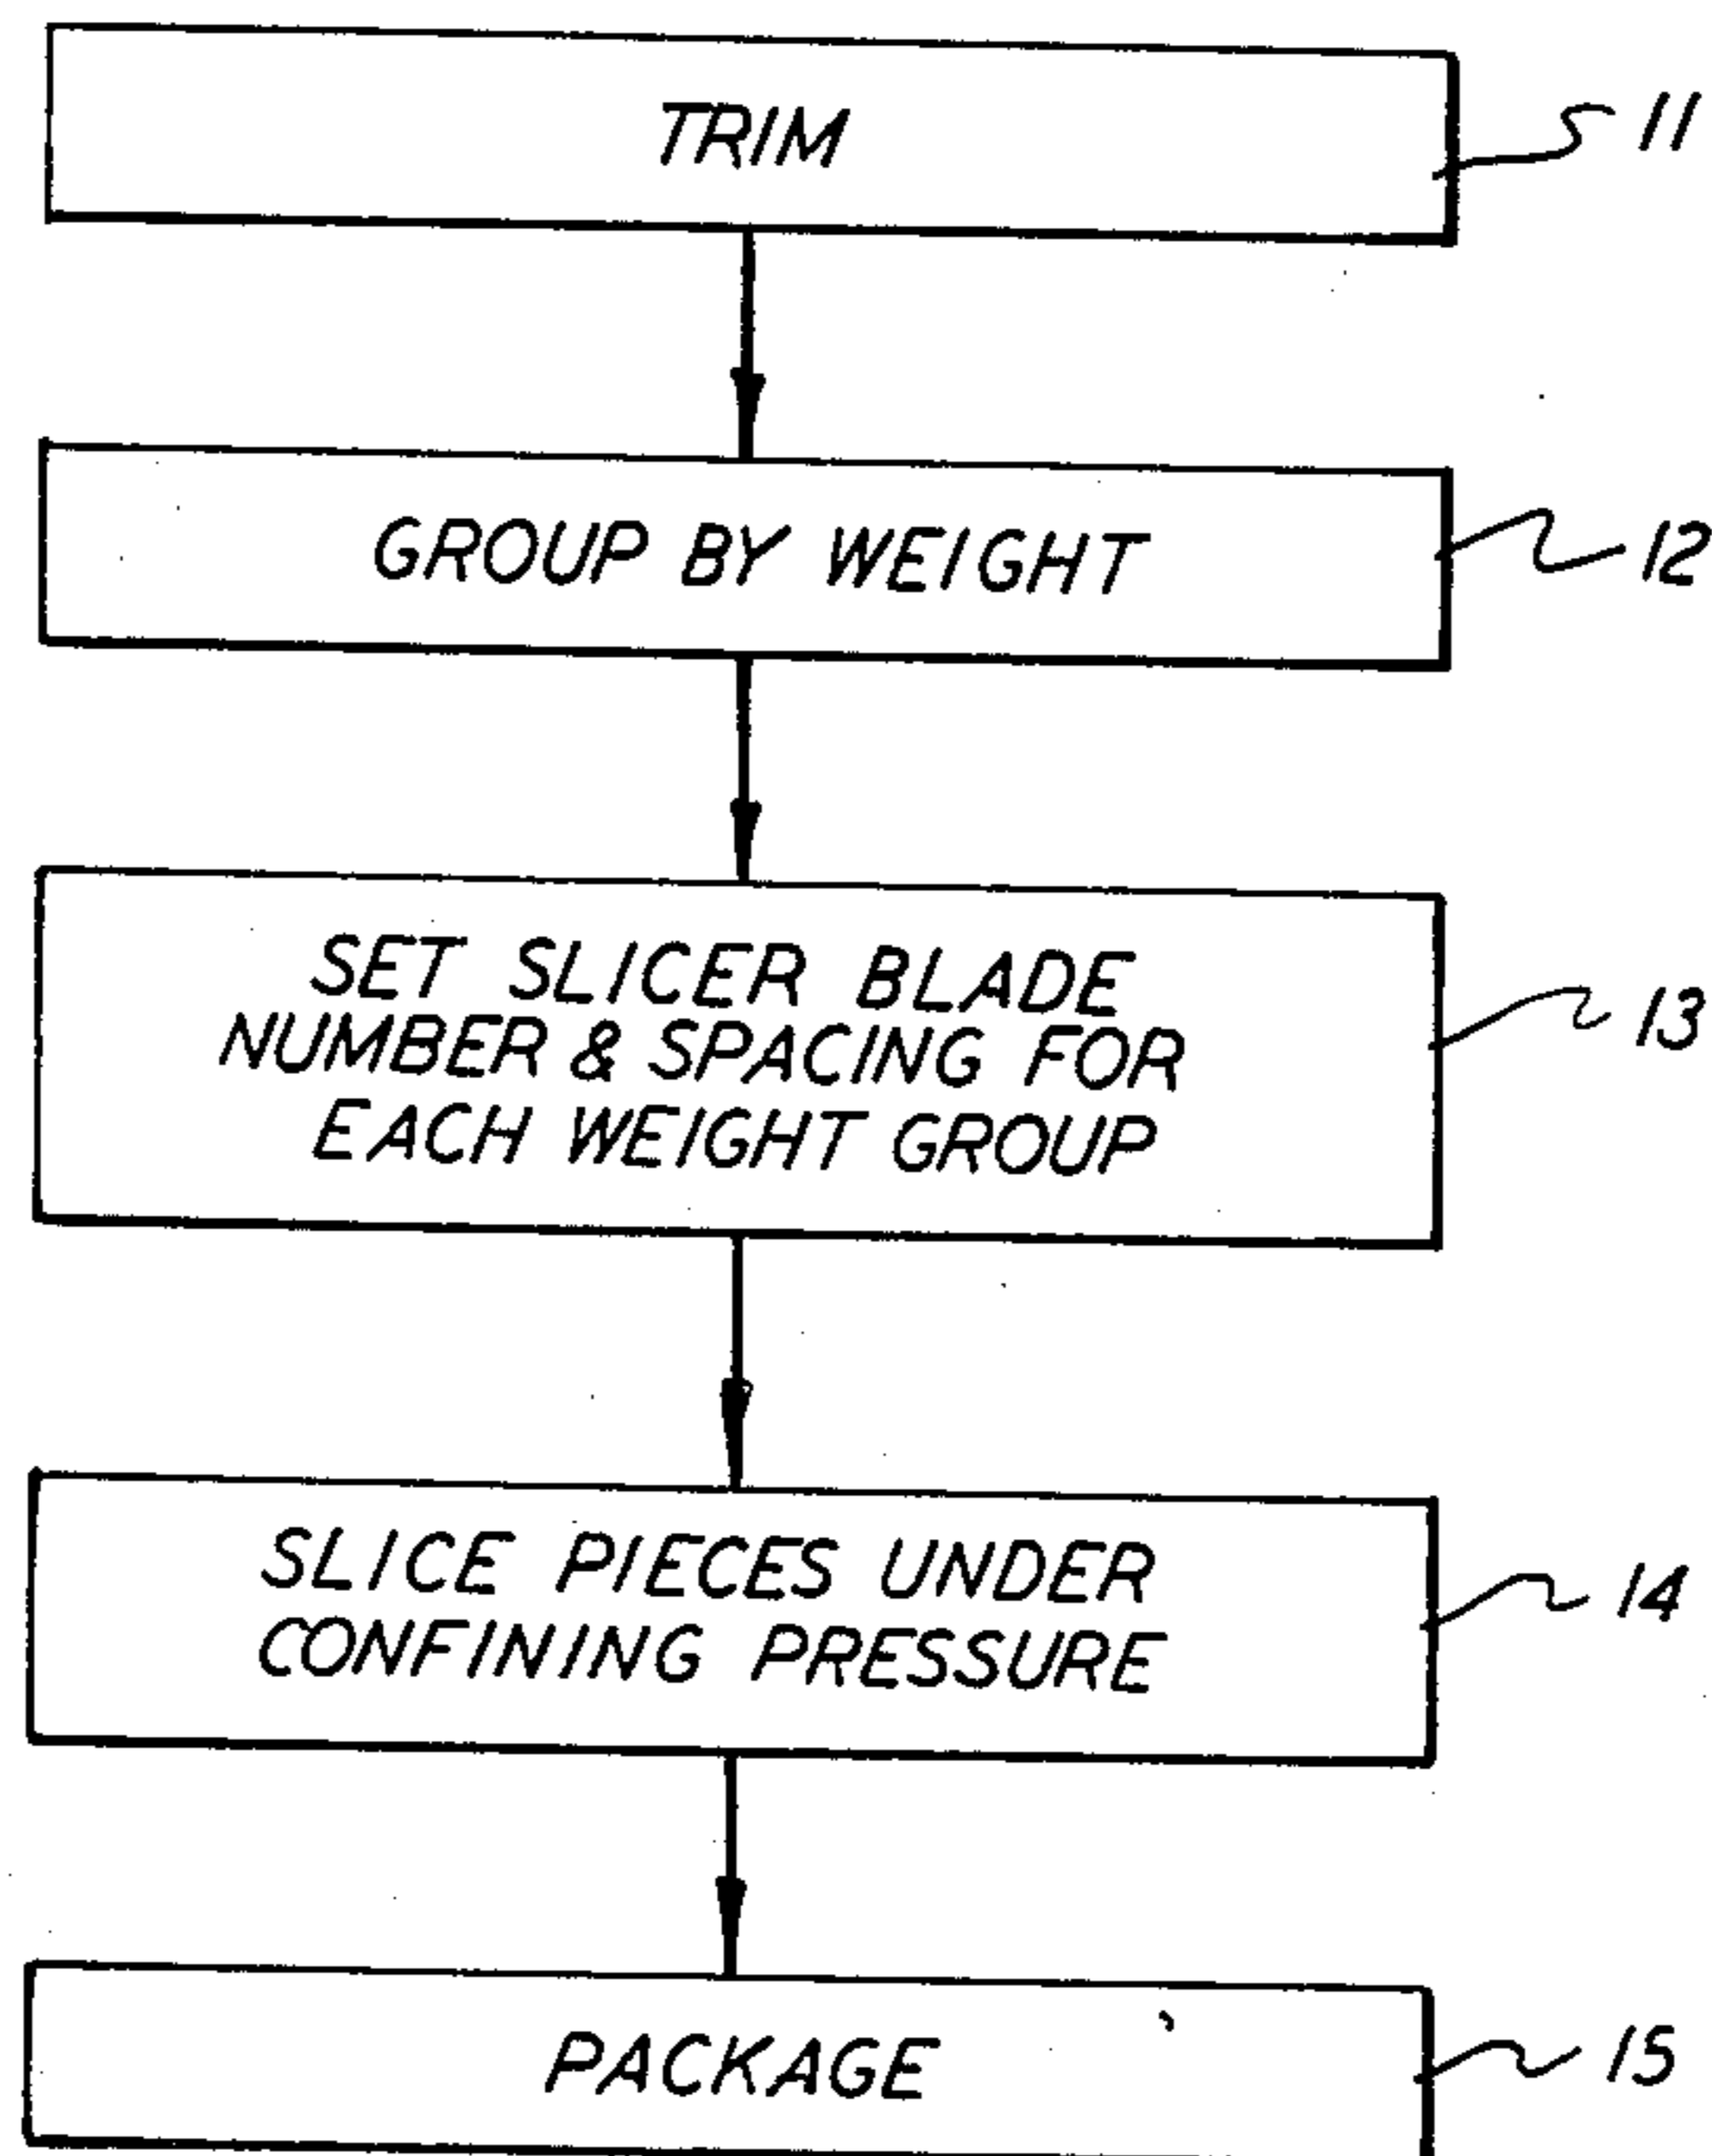 TRIM
11
GROUP BY WEIGHT
12
SET SLICER BLADE
NUMBER & SPACING FOR
EACH WEIGHT GROUP
13
SLICE PIECES UNDER
CONFINING PRESSURE
14
PACKAGE
15